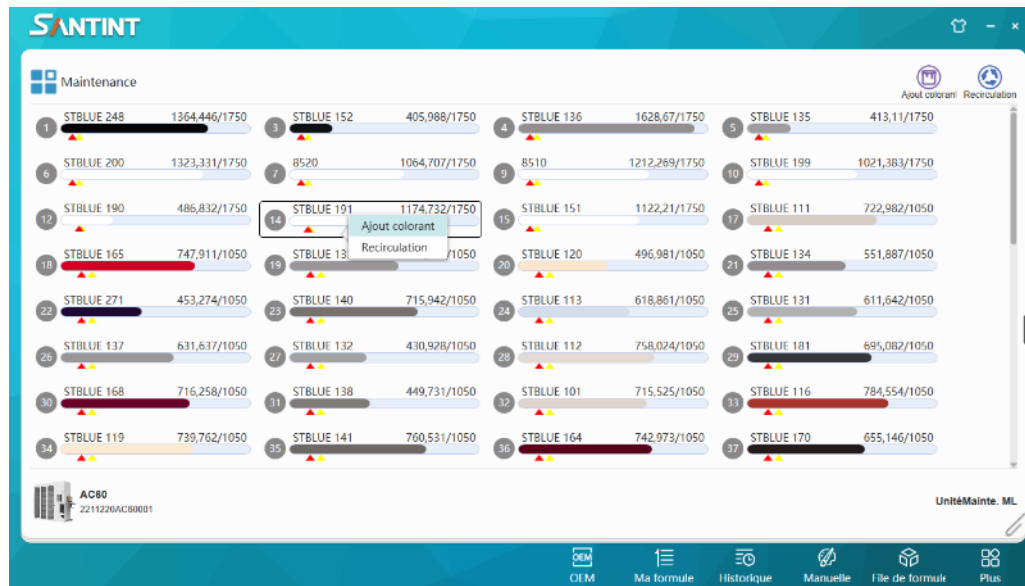 SANTINT
Maintenance
Ajout colorant Recirculation
STBLUE 248 1364,446/1750 STBLUE 152 405,988/1750 STBLUE 136 1628,67/1750 STBLUE 135 413,11/1750
1 3 4 5
STBLUE 200 1323,331/1750 8520 1064,707/1750 8510 1212,269/1750 STBLUE 199 1021,383/1750
6 7 9 10
STBLUE 190 486,832/1750 STBLUE 191 1174,732/1750 STBLUE 151 1122,21/1750 STBLUE 111 722,982/1050
12 14 15 17
Ajout colorant
Recirculation
STBLUE 165 747,911/1050 STBLUE /1050 STBLUE 120 496,981/1050 STBLUE 134 551,887/1050
18 19 20 21
STBLUE 271 453,274/1050 STBLUE 140 715,942/1050 STBLUE 113 618,861/1050 STBLUE 131 611,642/1050
22 23 24 25
STBLUE 137 631,637/1050 STBLUE 132 430,928/1050 STBLUE 112 758,024/1050 STBLUE 181 695,082/1050
26 27 28 29
STBLUE 168 716,258/1050 STBLUE 138 449,731/1050 STBLUE 101 715,525/1050 STBLUE 116 784,554/1050
30 31 32 33
STBLUE 119 739,762/1050 STBLUE 141 760,531/1050 STBLUE 164 742,973/1050 STBLUE 170 655,146/1050
34 35 36 37
AC60
2211220AC60001
UnitéMainte. ML
OEM
OEM Ma formule Historique Manuelle File de formule Plus